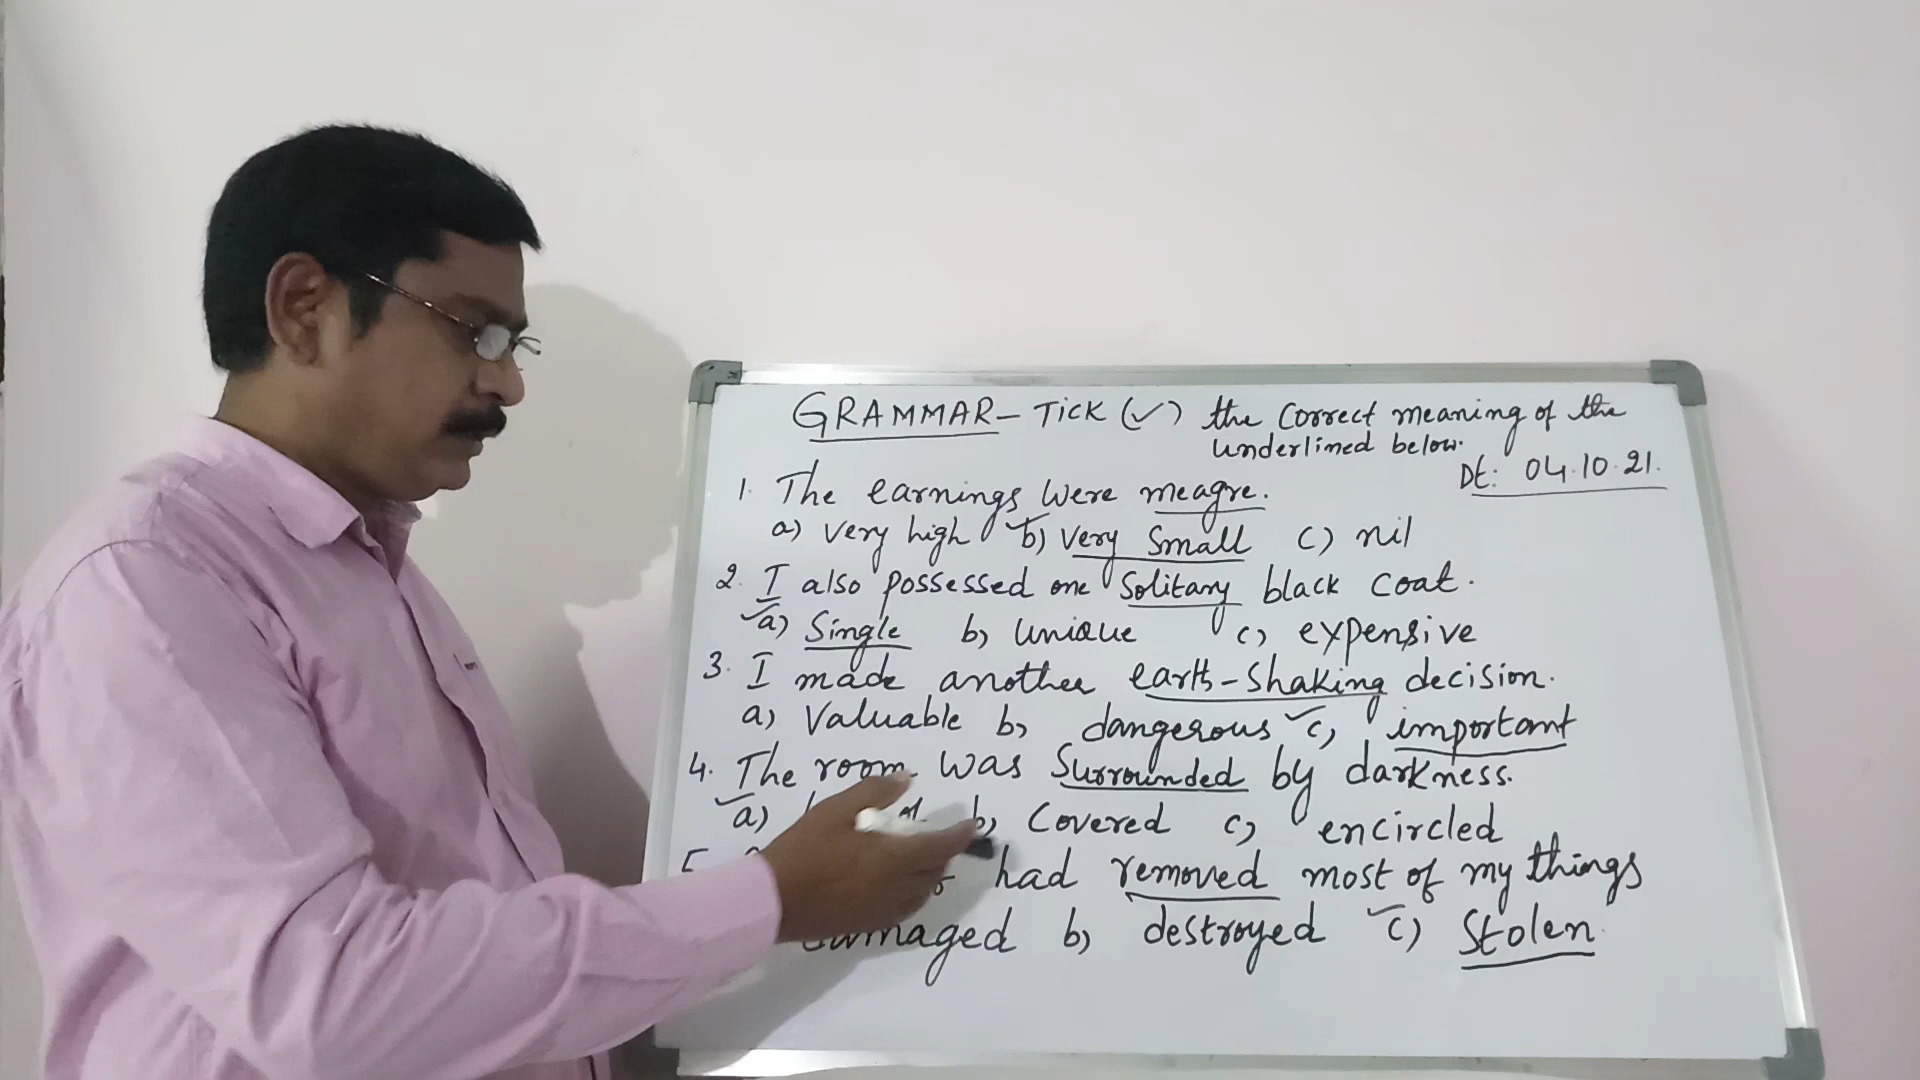 GRAMMAR - TICK (✓) the correct meaning of the
underlined below.
Dt: 04.10.21.
1. The earnings were meagre.
a) very high ✓b) very small c) nil
2. I also possessed one solitary black coat.
✓a) Single b) unique c) expensive
3. I made another earth-shaking decision.
a) Valuable b) dangerous ✓c) important
4. The room was Surrounded by darkness.
✓a) b) Covered c) encircled
5. had removed most of my things
damaged b) destroyed ✓c) Stolen.